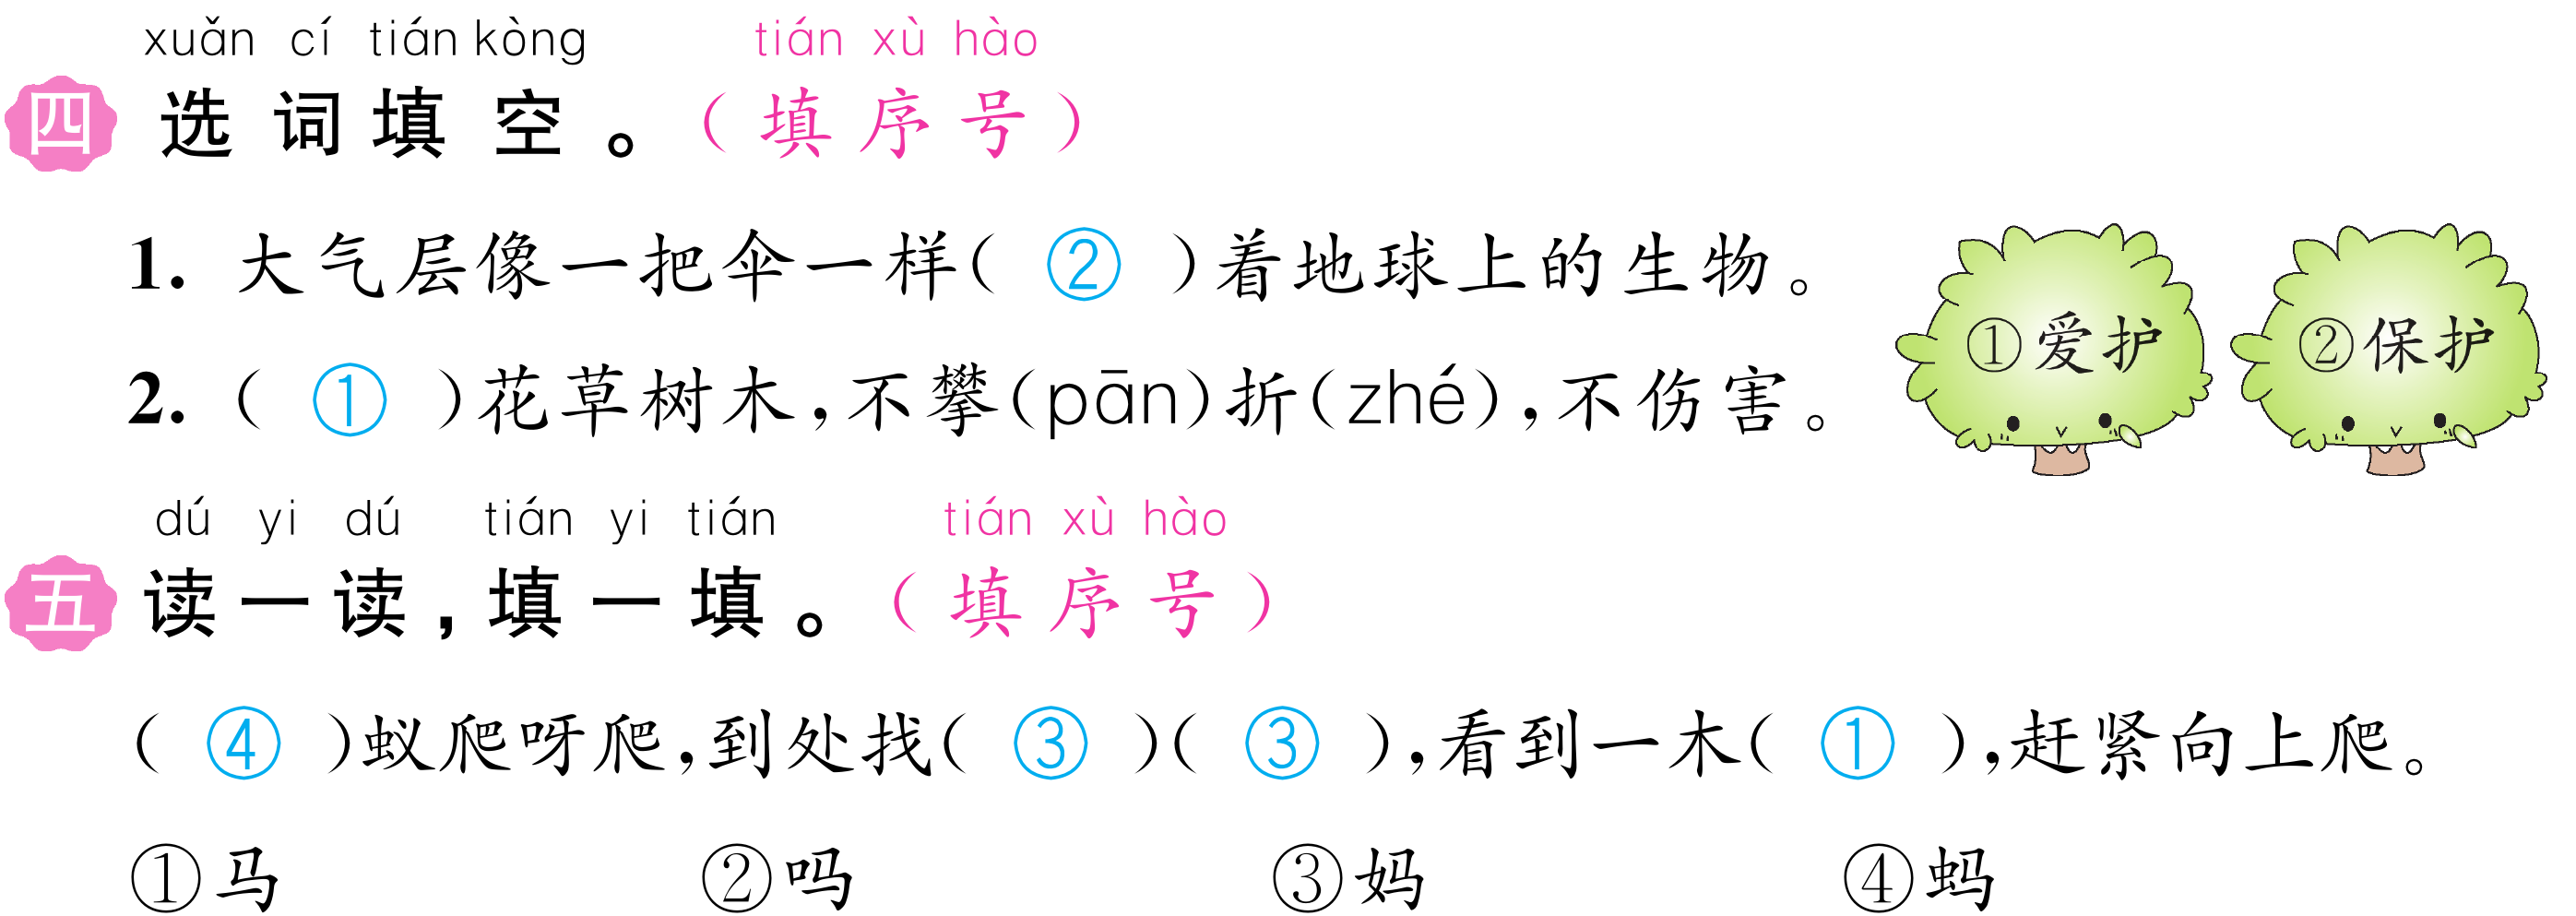 xuǎn cí tián kòng tián xù hào
四 选词填空。（填序号）
1. 大气层像一把伞一样( ② )着地球上的生物。
2. ( ① )花草树木,不攀(pān)折(zhé),不伤害。
①爱护 ②保护
dú yi dú tián yi tián tián xù hào
五 读一读,填一填。（填序号）
( ④ )蚁爬呀爬,到处找( ③ )( ③ ),看到一木( ① ),赶紧向上爬。
①马 ②吗 ③妈 ④蚂